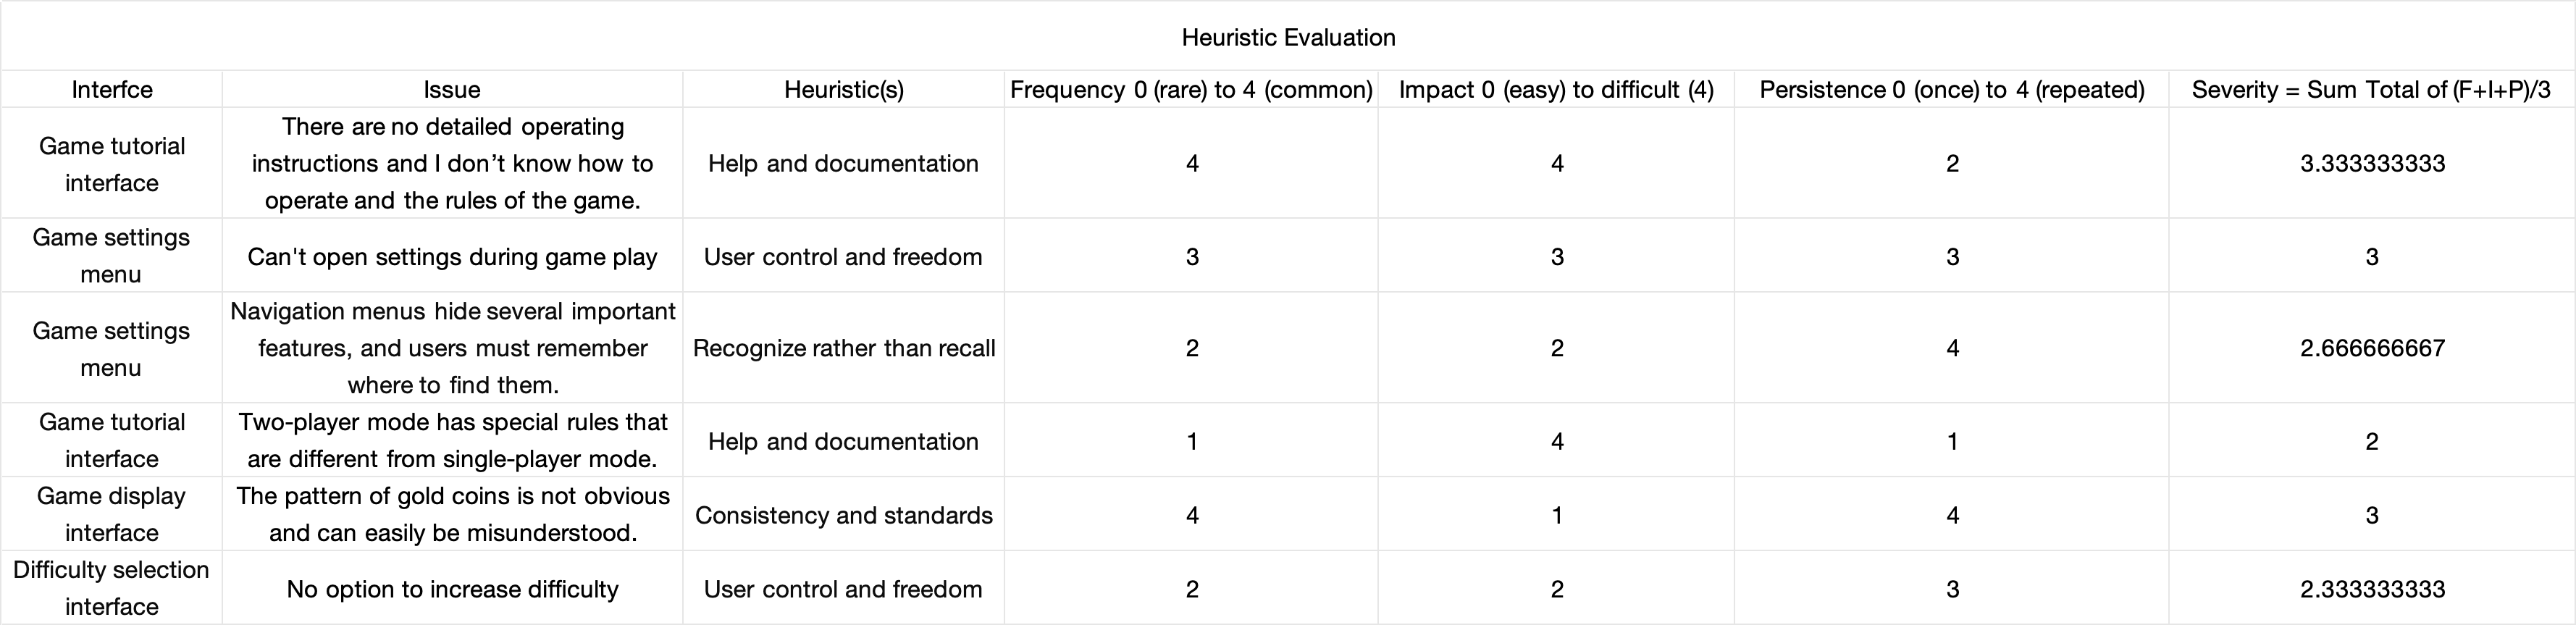 Heuristic Evaluation
Interfce Issue Heuristic(s) Frequency 0 (rare) to 4 (common) Impact 0 (easy) to difficult (4) Persistence 0 (once) to 4 (repeated) Severity = Sum Total of (F+I+P)/3
Game tutorial
interface
There are no detailed operating
instructions and I don’t know how to
operate and the rules of the game.
Help and documentation
4
4
2
3.333333333
Game settings
menu
Can't open settings during game play
User control and freedom
3
3
3
3
Game settings
menu
Navigation menus hide several important
features, and users must remember
where to find them.
Recognize rather than recall
2
2
4
2.666666667
Game tutorial
interface
Two-player mode has special rules that
are different from single-player mode.
Help and documentation
1
4
1
2
Game display
interface
The pattern of gold coins is not obvious
and can easily be misunderstood.
Consistency and standards
4
1
4
3
Difficulty selection
interface
No option to increase difficulty
User control and freedom
2
2
3
2.333333333